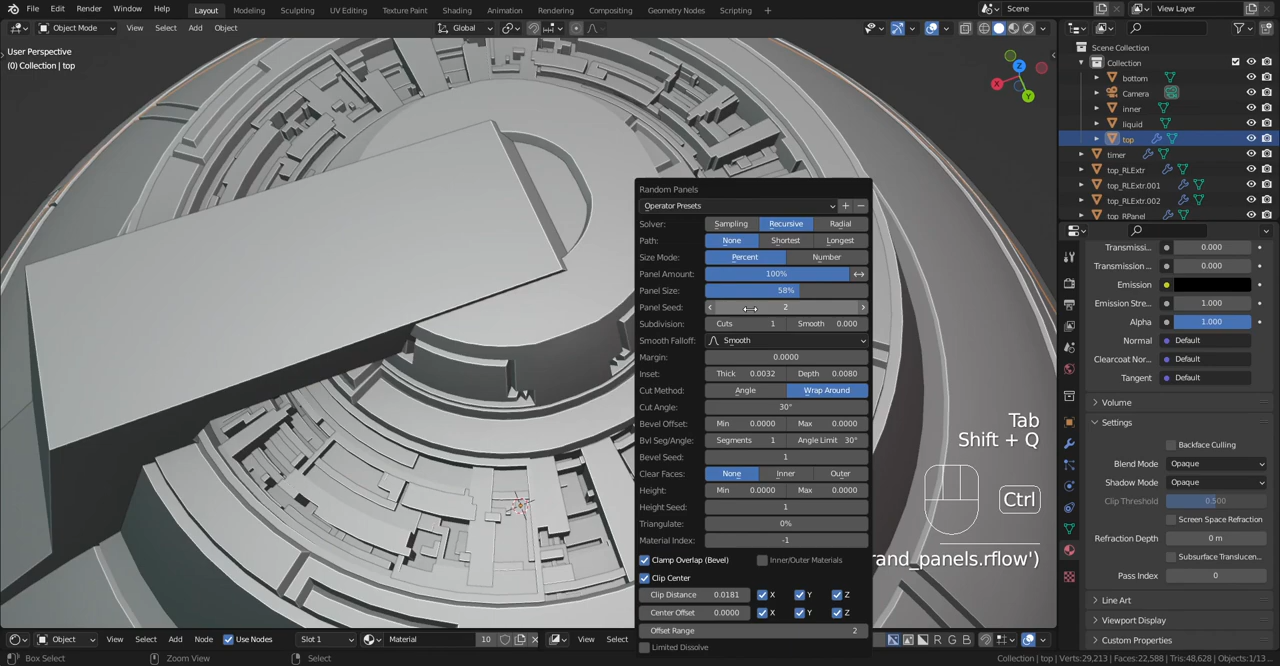 File Edit Render Window Help
Layout Modeling Sculpting UV Editing Texture Paint Shading Animation Rendering Compositing Geometry Nodes Scripting +
Scene
View Layer
Object Mode View Select Add Object
Global
User Perspective
(0) Collection | top
Z
X
Y
Scene Collection
Collection
bottom
Camera
inner
liquid
top
timer
top_RLExtr
top_RLExtr.001
top_RLExtr.002
top_RPanel
Random Panels
Operator Presets
Solver: Sampling Recursive Radial
Path: None Shortest Longest
Size Mode: Percent Number
Panel Amount: 100%
Panel Size: 58%
Panel Seed: 2
Subdivision: Cuts 1 Smooth 0.000
Smooth Falloff: Smooth
Margin: 0.0000
Inset: Thick 0.0032 Depth 0.0080
Cut Method: Angle Wrap Around
Cut Angle: 30°
Bevel Offset: Min 0.0000 Max 0.0000
Bvl Seg/Angle: Segments 1 Angle Limit 30°
Bevel Seed: 1
Clear Faces: None Inner Outer
Height: Min 0.0000 Max 0.0000
Height Seed: 1
Triangulate: 0%
Material Index: -1
Clamp Overlap (Bevel) Inner/Outer Materials
Clip Center
Clip Distance 0.0181 X Y Z
Center Offset 0.0000 X Y Z
Offset Range 2
Limited Dissolve
Tab
Shift + Q
Ctrl
rand_panels.rflow')
Transmissi... 0.000
Transmissi... 0.000
Emission
Emission Stre... 1.000
Alpha 1.000
Normal Default
Clearcoat Nor... Default
Tangent Default
Volume
Settings
Backface Culling
Blend Mode Opaque
Shadow Mode Opaque
Clip Threshold 0.500
Screen Space Refraction
Refraction Depth 0 m
Subsurface Translucen...
Pass Index 0
Line Art
Viewport Display
Custom Properties
Object View Select Add Node Use Nodes Slot 1 Material 10 View Select
R G B
Box Select Zoom View Select
Collection | top | Verts:29,213 | Faces:22,588 | Tris:48,628 | Objects:1/13...